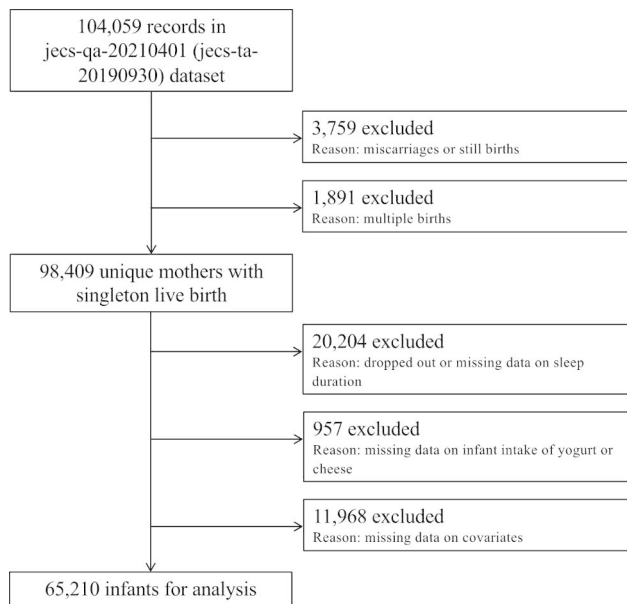 104,059 records in
jecs-qa-20210401 (jecs-ta-
20190930) dataset
3,759 excluded
Reason: miscarriages or still births
1,891 excluded
Reason: multiple births
98,409 unique mothers with
singleton live birth
20,204 excluded
Reason: dropped out or missing data on sleep
duration
957 excluded
Reason: missing data on infant intake of yogurt or
cheese
11,968 excluded
Reason: missing data on covariates
65,210 infants for analysis